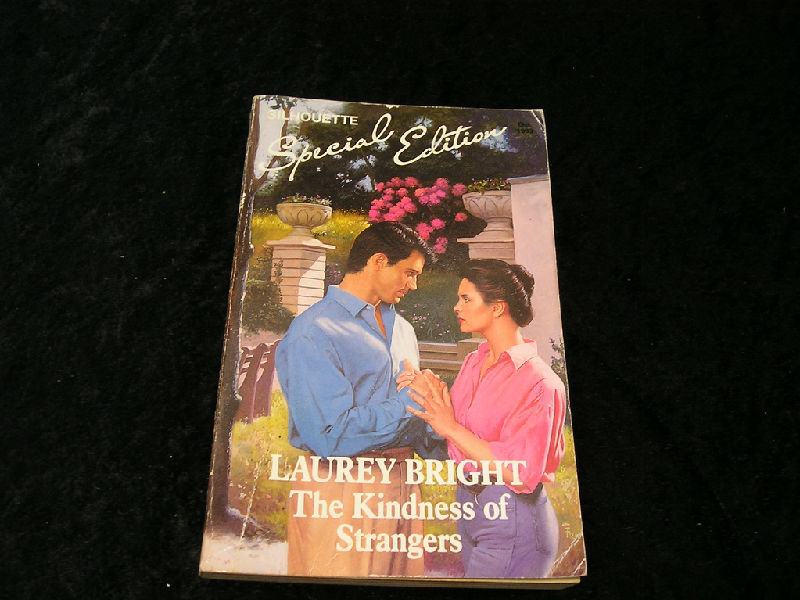 SILHOUETTE
Special Edition
LAUREY BRIGHT
The Kindness of
Strangers